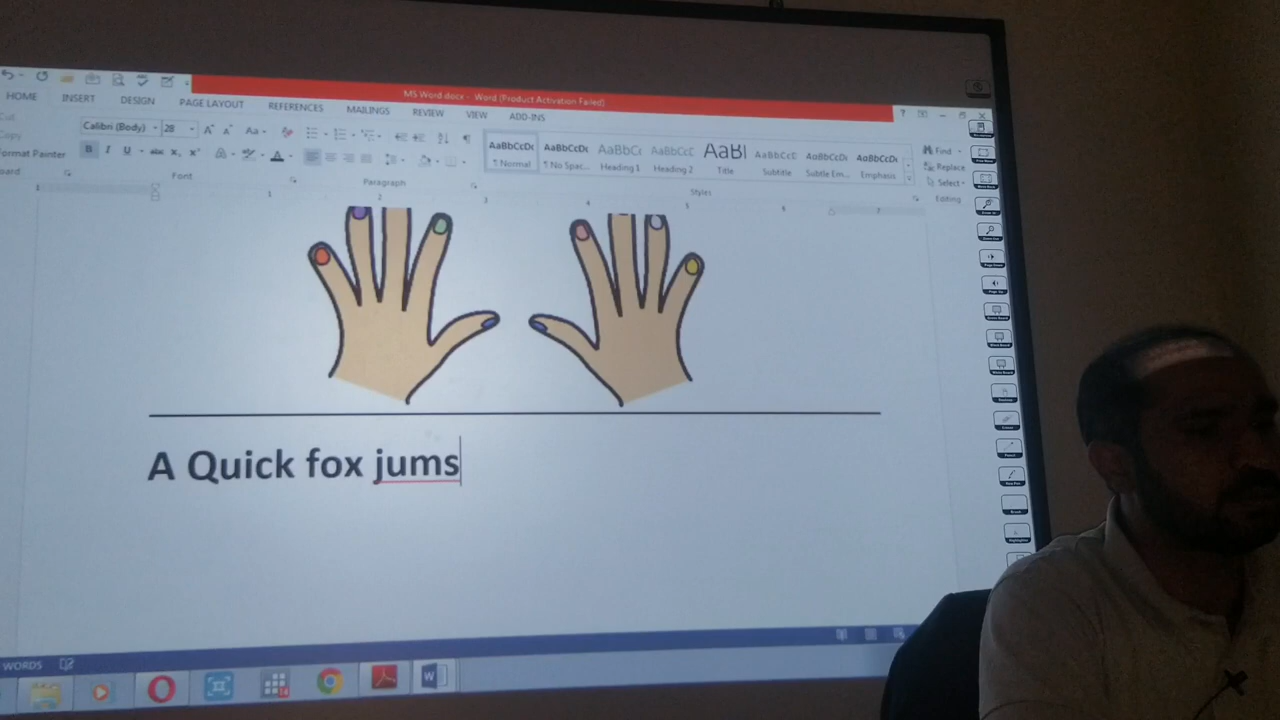 MS Word.docx - Word (Product Activation Failed)
HOME INSERT DESIGN PAGE LAYOUT REFERENCES MAILINGS REVIEW VIEW ADD-INS
Calibri (Body) 28
AaBbCcDc AaBbCcDc AaBbCc AaBbCcC AaBl AaBbCcD AaBbCcDc AaBbCcDc
Find
¶ Normal ¶ No Spac... Heading 1 Heading 2 Title Subtitle Subtle Em... Emphasis
Replace
Format Painter
Select
Font Paragraph Styles Editing
A Quick fox jums
WORDS